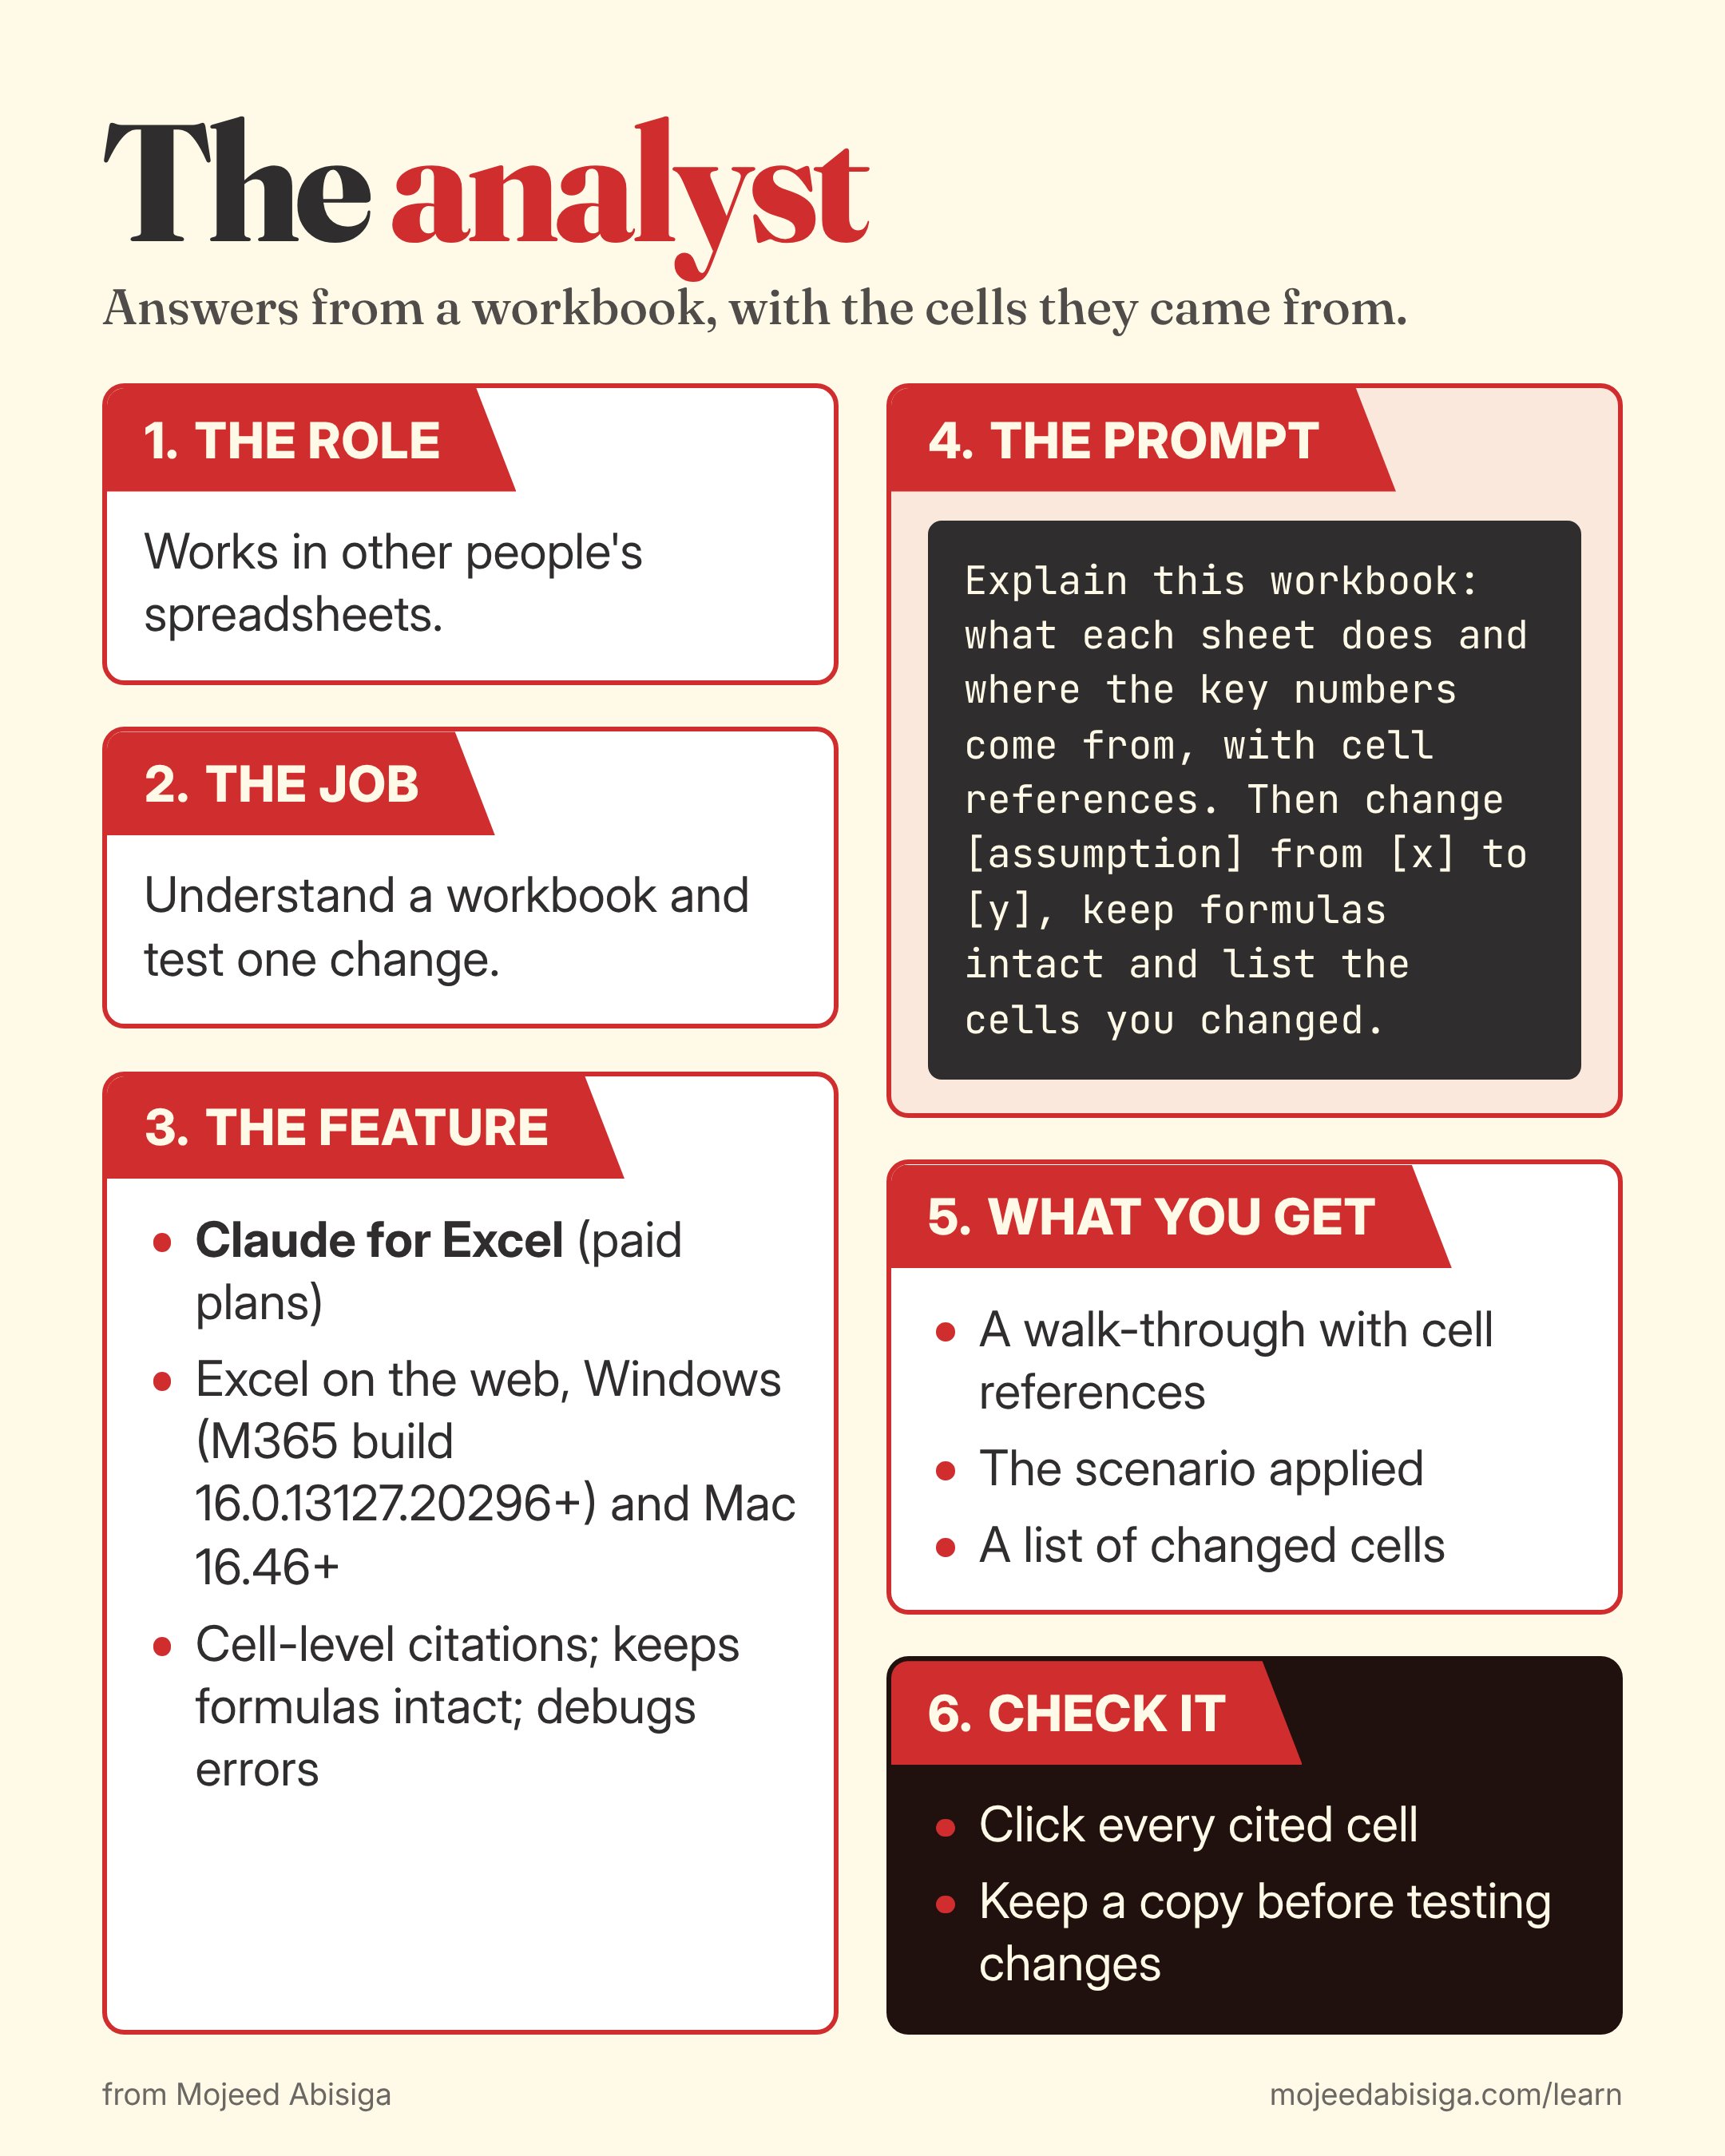 The analyst
Answers from a workbook, with the cells they came from.
1. THE ROLE
Works in other people's
spreadsheets.
2. THE JOB
Understand a workbook and
test one change.
3. THE FEATURE
• Claude for Excel (paid
plans)
• Excel on the web, Windows
(M365 build
16.0.13127.20296+) and Mac
16.46+
• Cell-level citations; keeps
formulas intact; debugs
errors
4. THE PROMPT
Explain this workbook:
what each sheet does and
where the key numbers
come from, with cell
references. Then change
[assumption] from [x] to
[y], keep formulas
intact and list the
cells you changed.
5. WHAT YOU GET
• A walk-through with cell
references
• The scenario applied
• A list of changed cells
6. CHECK IT
• Click every cited cell
• Keep a copy before testing
changes
from Mojeed Abisiga
mojeedabisiga.com/learn